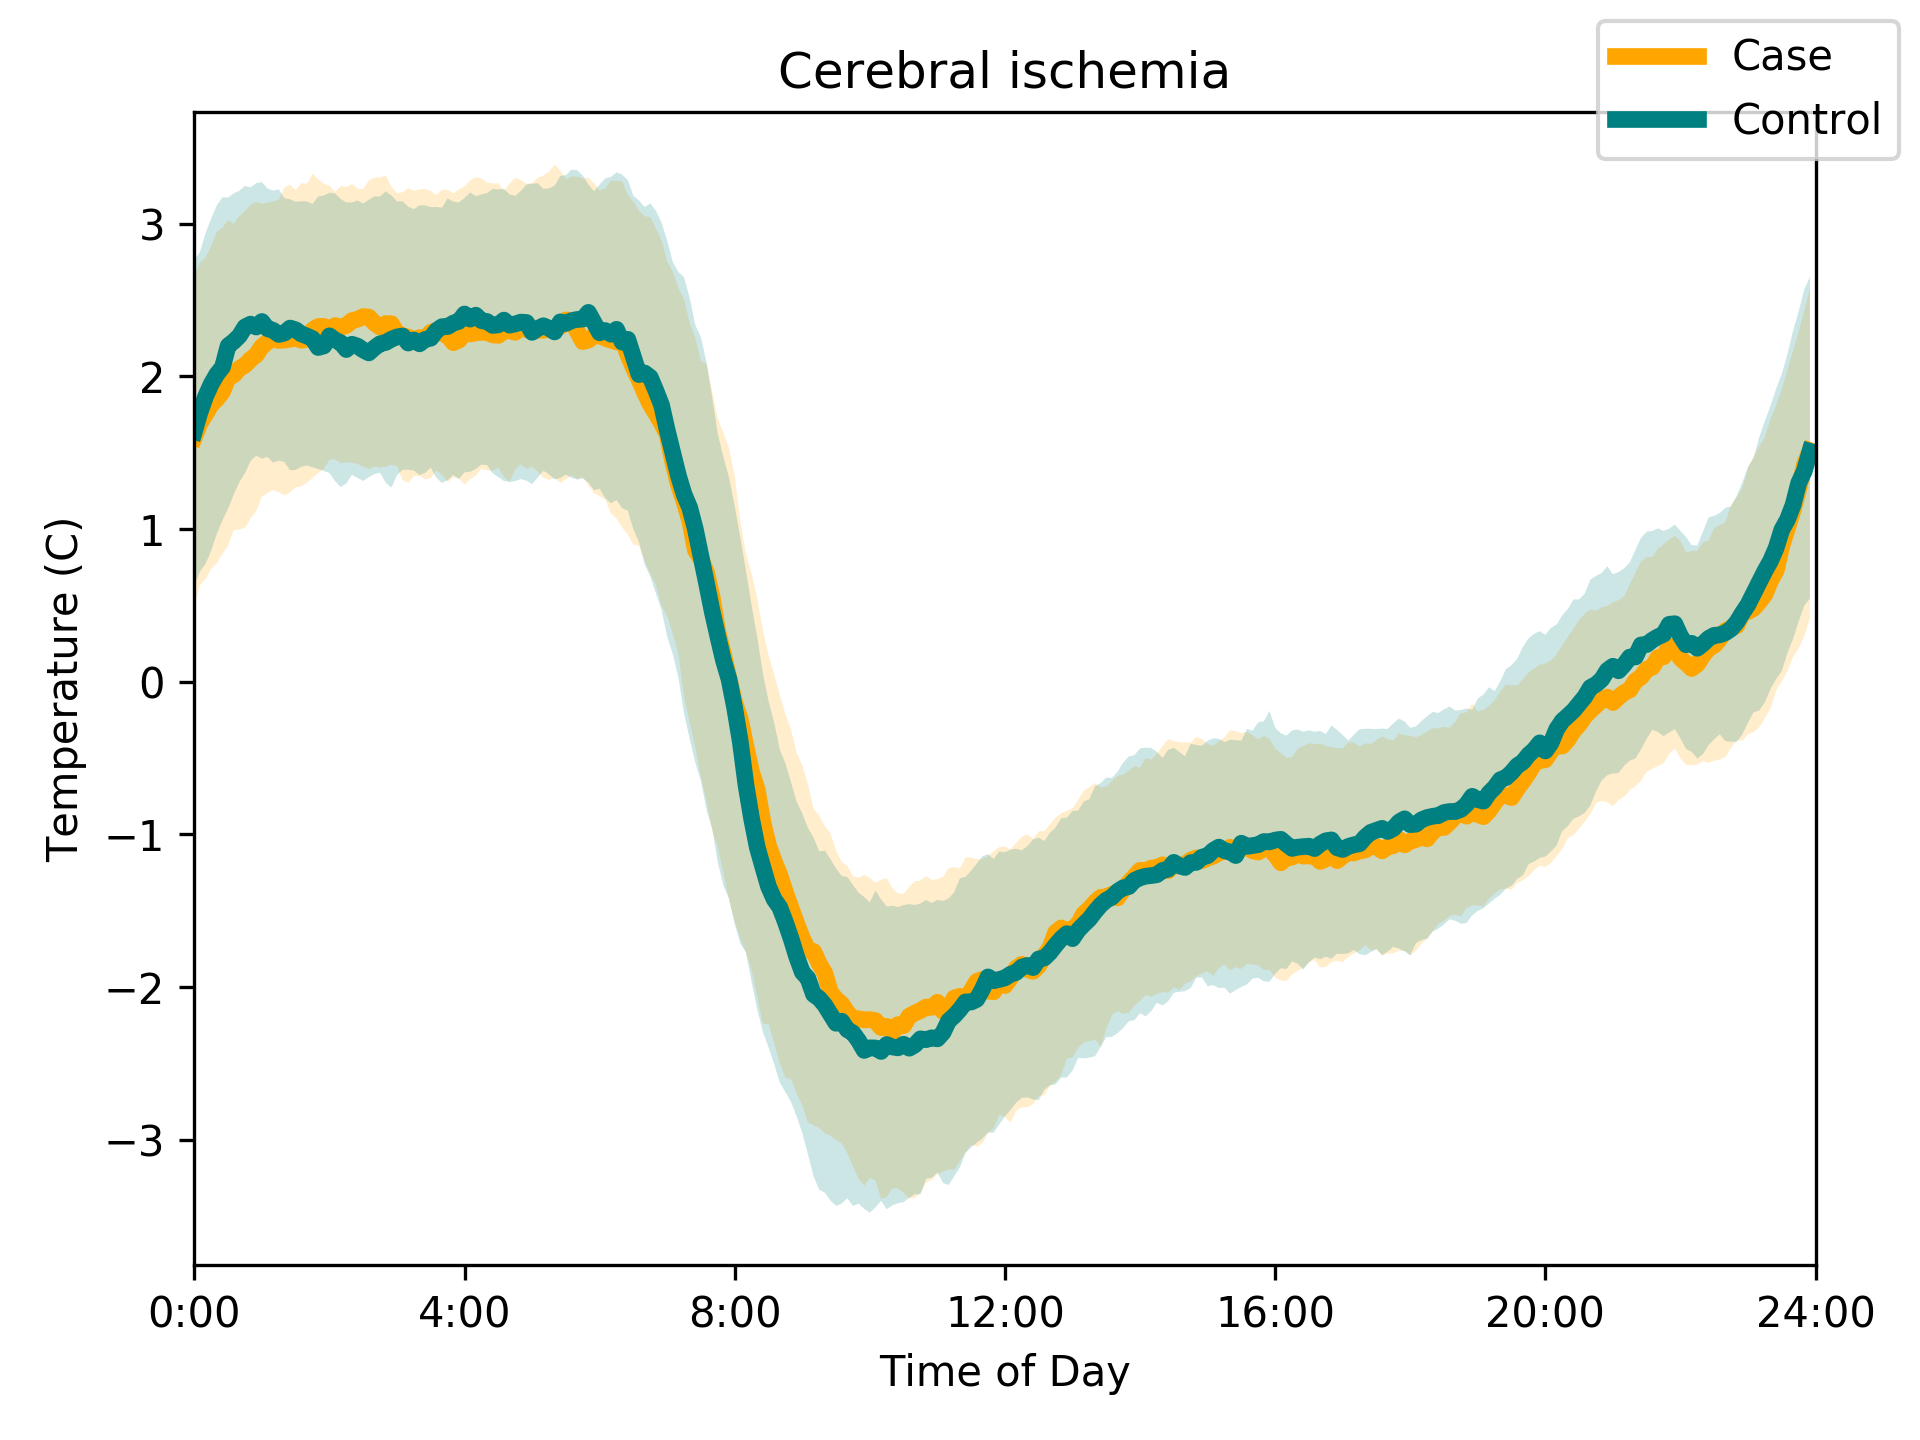 Cerebral ischemia
Case
Control
Temperature (C)
3
2
1
0
−1
−2
−3
0:00 4:00 8:00 12:00 16:00 20:00 24:00
Time of Day